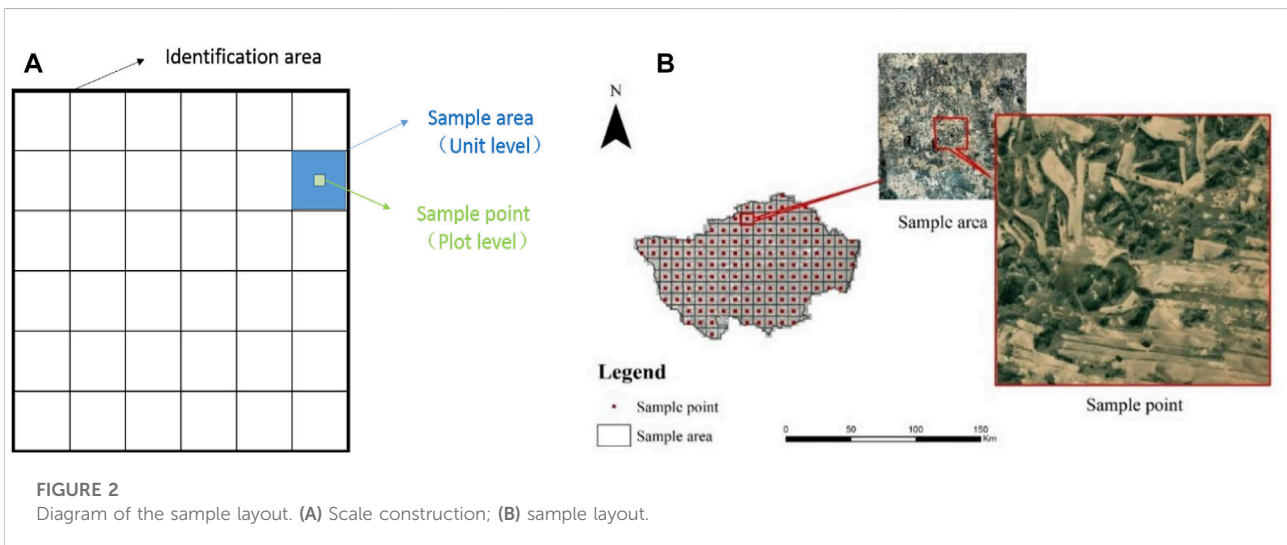 A
Identification area
Sample area
（Unit level）
Sample point
（Plot level）
B
N
Sample area
Sample point
Legend
Sample point
Sample area
0 50 100 150
Km
FIGURE 2
Diagram of the sample layout. (A) Scale construction; (B) sample layout.